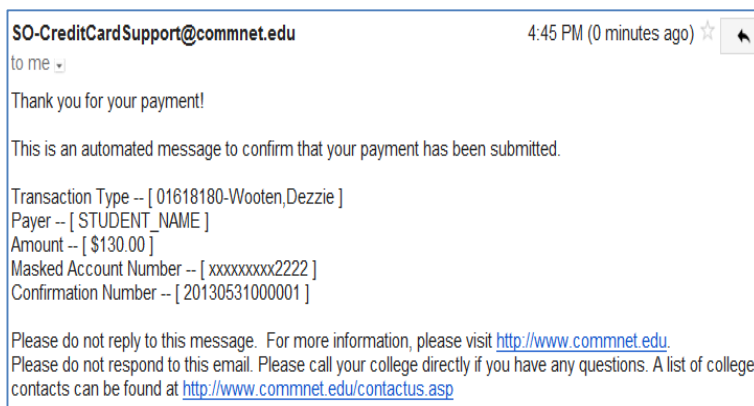 SO-CreditCardSupport@commnet.edu 4:45 PM (0 minutes ago)
to me
Thank you for your payment!
This is an automated message to confirm that your payment has been submitted.
Transaction Type -- [ 01618180-Wooten,Dezzie ]
Payer -- [ STUDENT_NAME ]
Amount -- [ $130.00 ]
Masked Account Number -- [ xxxxxxxxx2222 ]
Confirmation Number -- [ 20130531000001 ]
Please do not reply to this message.  For more information, please visit http://www.commnet.edu.
Please do not respond to this email. Please call your college directly if you have any questions. A list of college
contacts can be found at http://www.commnet.edu/contactus.asp